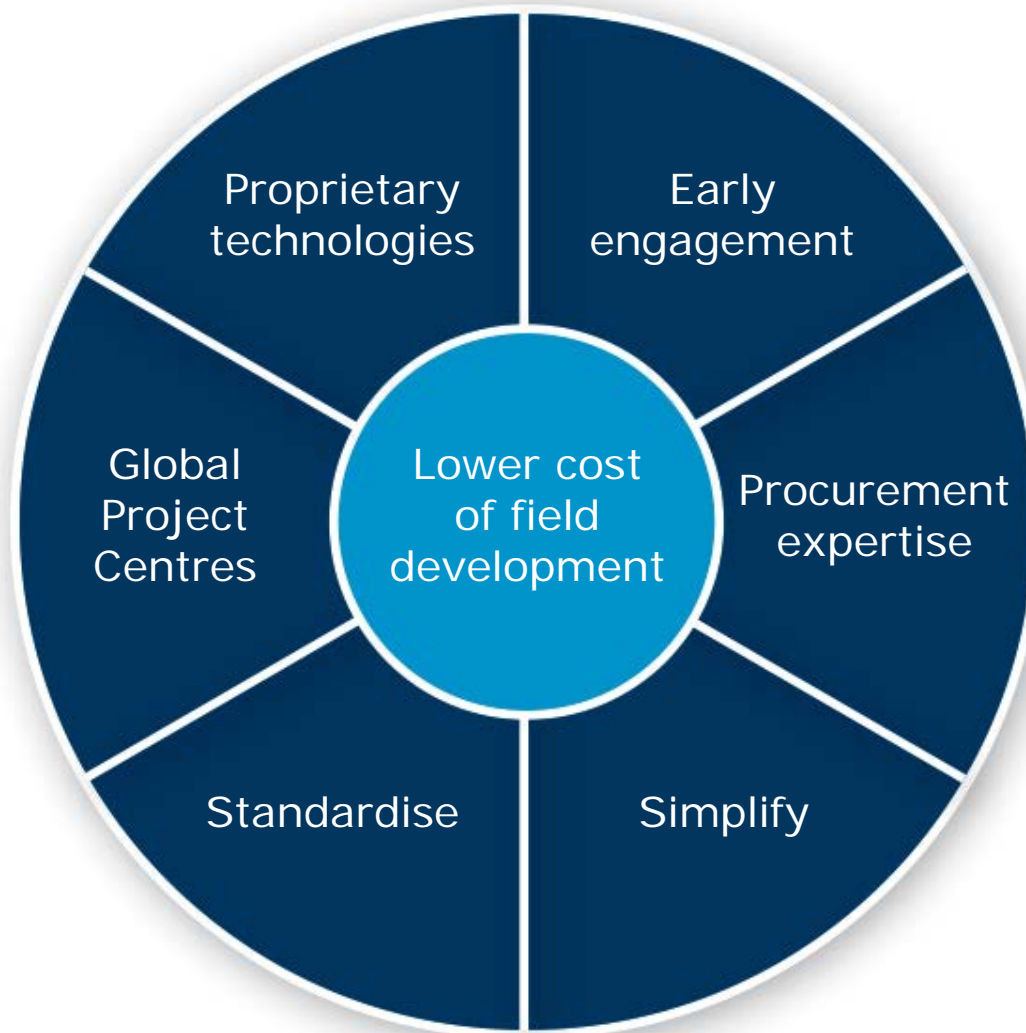 Proprietary
technologies
Early
engagement
Global
Project
Centres
Lower cost
of field
development
Procurement
expertise
Standardise
Simplify